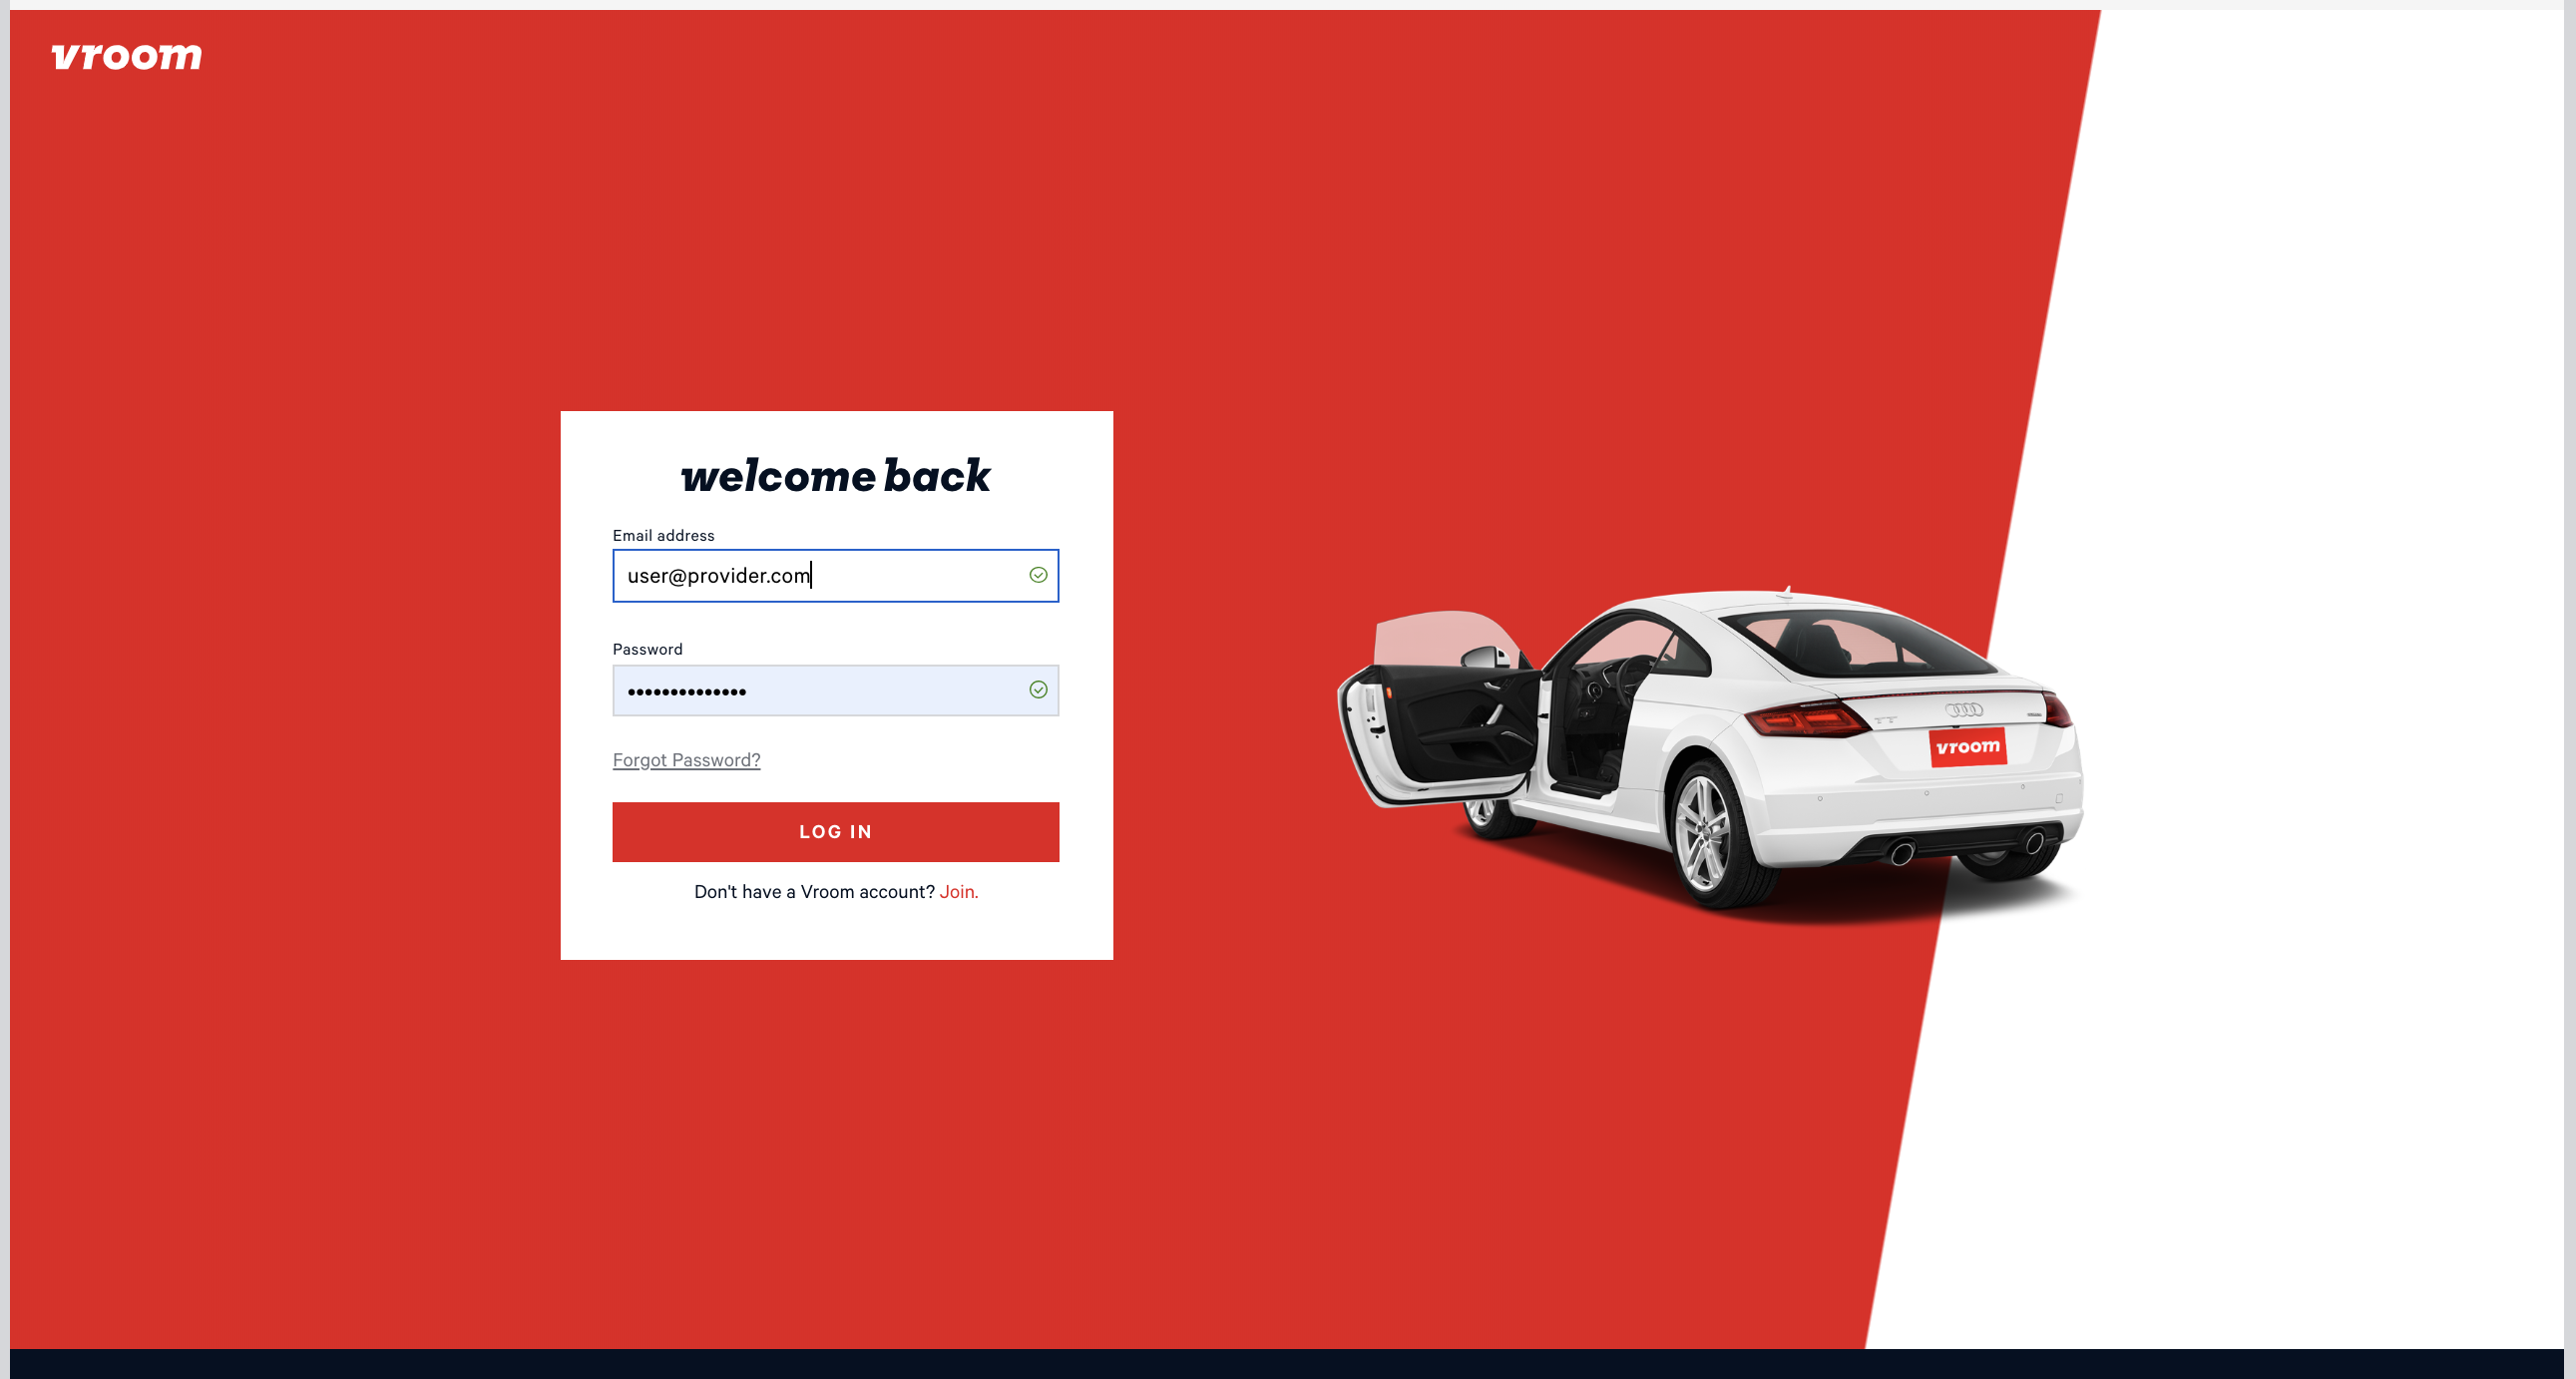 vroom
welcome back
Email address
user@provider.com
Password
••••••••••••••
Forgot Password?
LOG IN
Don't have a Vroom account? Join.
TT
vroom